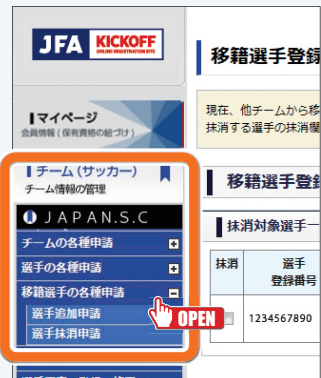 JFA KICKOFF
ONLINE REGISTRATION SITE
マイページ
会員情報(保有資格の紐づけ)
チーム(サッカー)
チーム情報の管理
J A P A N . S . C
チームの各種申請
選手の各種申請
移籍選手の各種申請
選手追加申請
選手抹消申請
OPEN
移籍選手登録
現在、他チームから移
抹消する選手の抹消欄
移籍選手登録
抹消対象選手一
抹消
選手
登録番号
1234567890